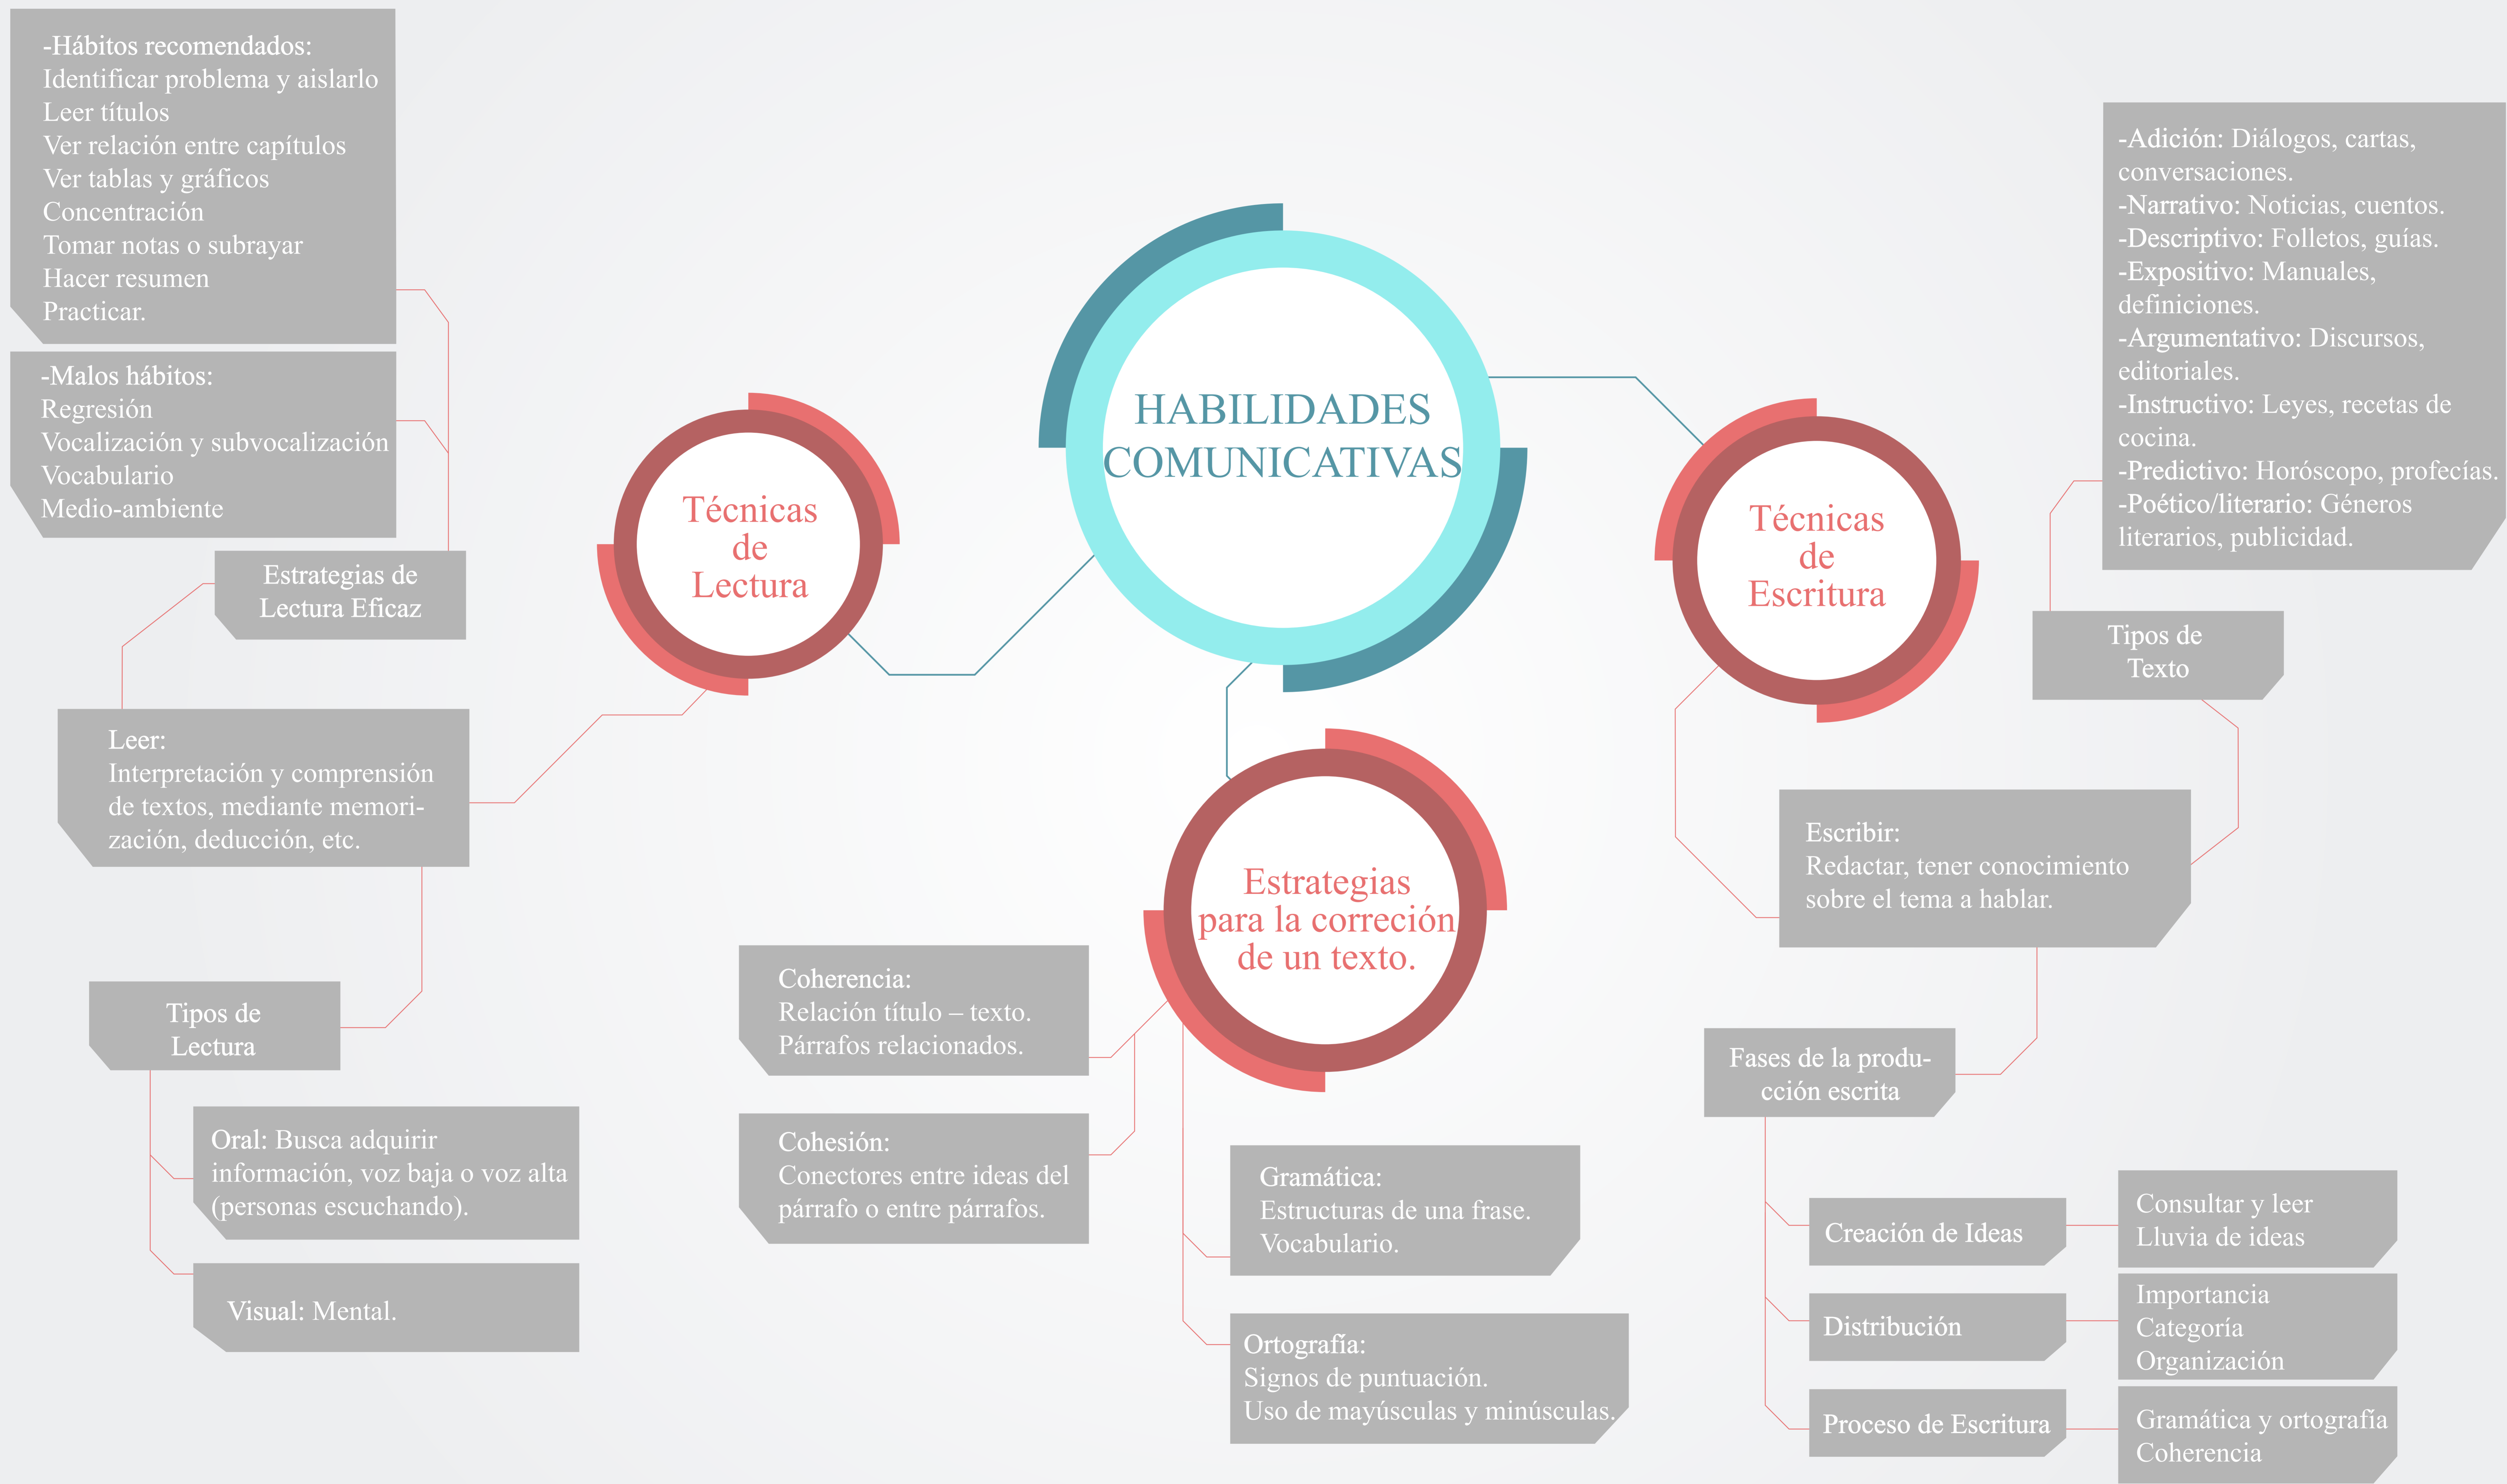 HABILIDADES
COMUNICATIVAS
Técnicas
de
Lectura
-Hábitos recomendados:
Identificar problema y aislarlo
Leer títulos
Ver relación entre capítulos
Ver tablas y gráficos
Concentración
Tomar notas o subrayar
Hacer resumen
Practicar.
-Malos hábitos:
Regresión
Vocalización y subvocalización
Vocabulario
Medio-ambiente
Estrategias de
Lectura Eficaz
Leer:
Interpretación y comprensión
de textos, mediante memori-
zación, deducción, etc.
Tipos de
Lectura
Oral: Busca adquirir
información, voz baja o voz alta
(personas escuchando).
Visual: Mental.
Estrategias
para la correción
de un texto.
Coherencia:
Relación título – texto.
Párrafos relacionados.
Cohesión:
Conectores entre ideas del
párrafo o entre párrafos.
Gramática:
Estructuras de una frase.
Vocabulario.
Ortografía:
Signos de puntuación.
Uso de mayúsculas y minúsculas.
Técnicas
de
Escritura
-Adición: Diálogos, cartas,
conversaciones.
-Narrativo: Noticias, cuentos.
-Descriptivo: Folletos, guías.
-Expositivo: Manuales,
definiciones.
-Argumentativo: Discursos,
editoriales.
-Instructivo: Leyes, recetas de
cocina.
-Predictivo: Horóscopo, profecías.
-Poético/literario: Géneros
literarios, publicidad.
Tipos de
Texto
Escribir:
Redactar, tener conocimiento
sobre el tema a hablar.
Fases de la produ-
cción escrita
Creación de Ideas
Consultar y leer
Lluvia de ideas
Distribución
Importancia
Categoría
Organización
Proceso de Escritura
Gramática y ortografía
Coherencia